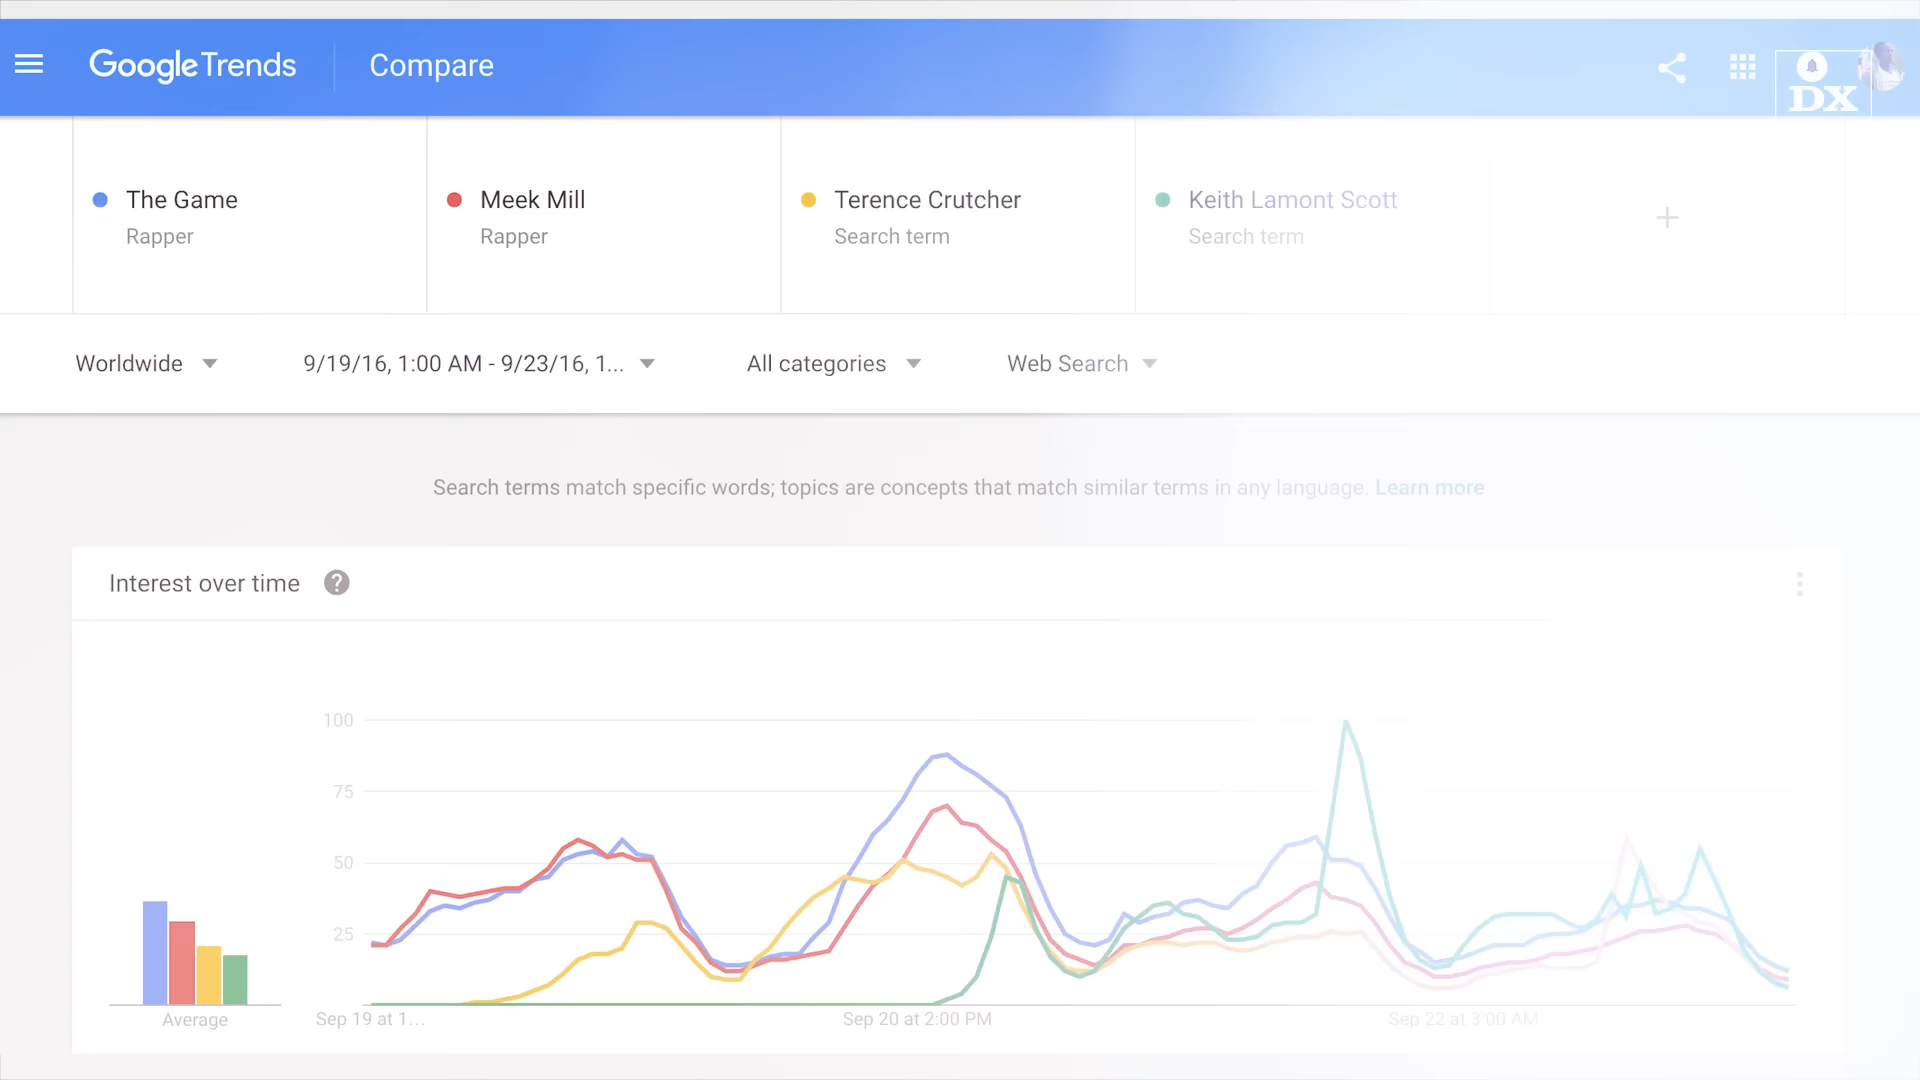 Google Trends Compare
DX
The Game
Rapper
Meek Mill
Rapper
Terence Crutcher
Search term
Keith Lamont Scott
Search term
+
Worldwide
9/19/16, 1:00 AM - 9/23/16, 1...
All categories
Web Search
Search terms match specific words; topics are concepts that match similar terms in any language. Learn more
Interest over time ?
100
75
50
25
Average
Sep 19 at 1...
Sep 20 at 2:00 PM
Sep 22 at 3:00 AM